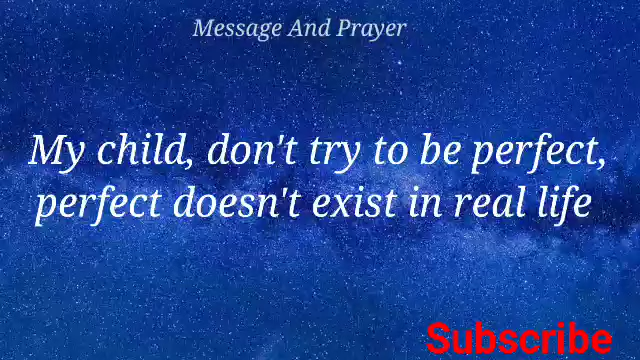 Message And Prayer
My child, don't try to be perfect,
perfect doesn't exist in real life
Subscribe